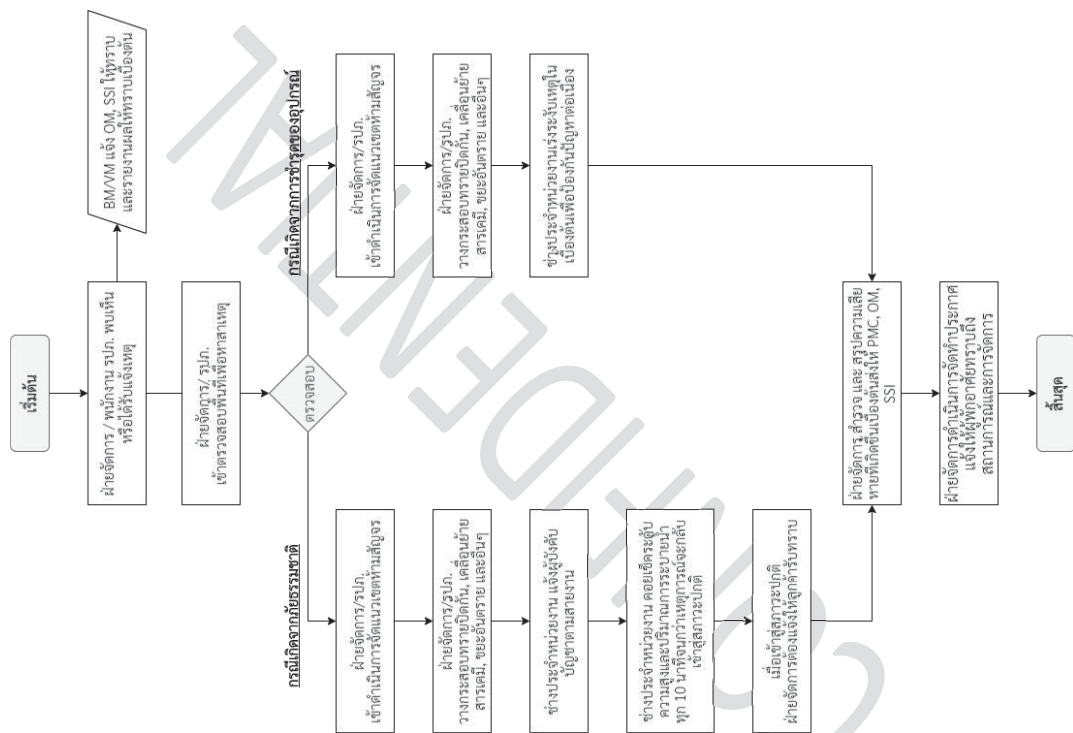 เริ่มต้น
ฝ่ายจัดการ / พนักงาน รปภ. พบเห็น
หรือได้รับแจ้งเหตุ
BM/VM แจ้ง OM, SSI ให้ทราบ
และรายงานผลให้ทราบเบื้องต้น
ฝ่ายจัดการ/ รปภ.
เข้าตรวจสอบพื้นที่เพื่อหาสาเหตุ
ตรวจสอบ
กรณีเกิดจากภัยธรรมชาติ
ฝ่ายจัดการ/รปภ.
เข้าดำเนินการจัดแนวเขตห้ามสัญจร
ฝ่ายจัดการ/รปภ.
วางกระสอบทรายปิดกั้น, เคลื่อนย้าย
สารเคมี, ขยะอันตราย และอื่นๆ
ช่างประจำหน่วยงาน แจ้งผู้บังคับ
บัญชาตามสายงาน
ช่างประจำหน่วยงาน คอยเช็คระดับ
ความสูงและปริมาณการระบายน้ำ
ทุก 10 นาทีจนกว่าเหตุการณ์จะกลับ
เข้าสู่สภาวะปกติ
เมื่อเข้าสู่สภาวะปกติ
ฝ่ายจัดการต้องแจ้งให้ลูกค้ารับทราบ
กรณีเกิดจากการชำรุดของอุปกรณ์
ฝ่ายจัดการ/รปภ.
เข้าดำเนินการจัดแนวเขตห้ามสัญจร
ฝ่ายจัดการ/รปภ.
วางกระสอบทรายปิดกั้น, เคลื่อนย้าย
สารเคมี, ขยะอันตราย และอื่นๆ
ช่างประจำหน่วยงานเร่งระงับเหตุใน
เบื้องต้นเพื่อป้องกันปัญหาต่อเนื่อง
ฝ่ายจัดการ สำรวจ และ สรุปความเสีย
หายที่เกิดขึ้นเบื้องต้นส่งให้ PMC, OM,
SSI
ฝ่ายจัดการดำเนินการจัดทำประกาศ
แจ้งให้ผู้พักอาศัยทราบถึง
สถานการณ์และการจัดการ
สิ้นสุด
CONFIDENTIAL